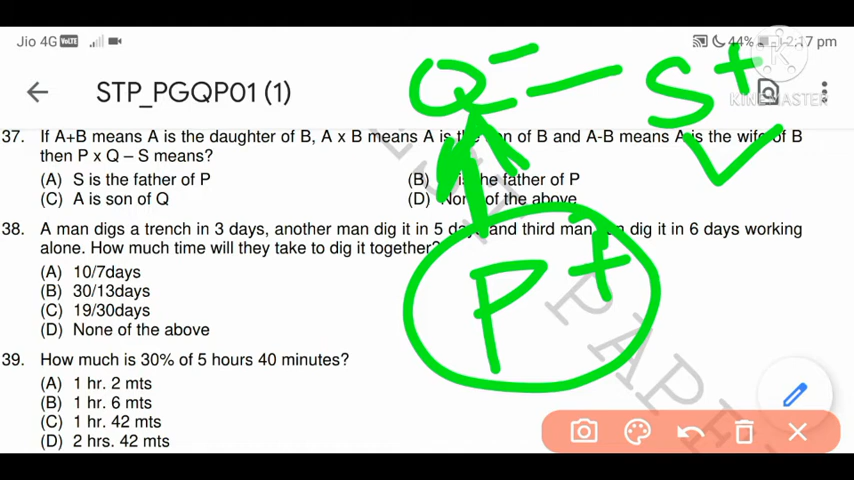 Jio 4G VoLTE 44% 2:17 pm
STP_PGQP01 (1)
KINEMASTER
Q − — S +
P +
37. If A+B means A is the daughter of B, A x B means A is the son of B and A-B means A is the wife of B
then P x Q – S means?
(A) S is the father of P
(B) is the father of P
(C) A is son of Q
(D) None of the above
38. A man digs a trench in 3 days, another man dig it in 5 days and third man can dig it in 6 days working
alone. How much time will they take to dig it together?
(A) 10/7days
(B) 30/13days
(C) 19/30days
(D) None of the above
39. How much is 30% of 5 hours 40 minutes?
(A) 1 hr. 2 mts
(B) 1 hr. 6 mts
(C) 1 hr. 42 mts
(D) 2 hrs. 42 mts
PAPE